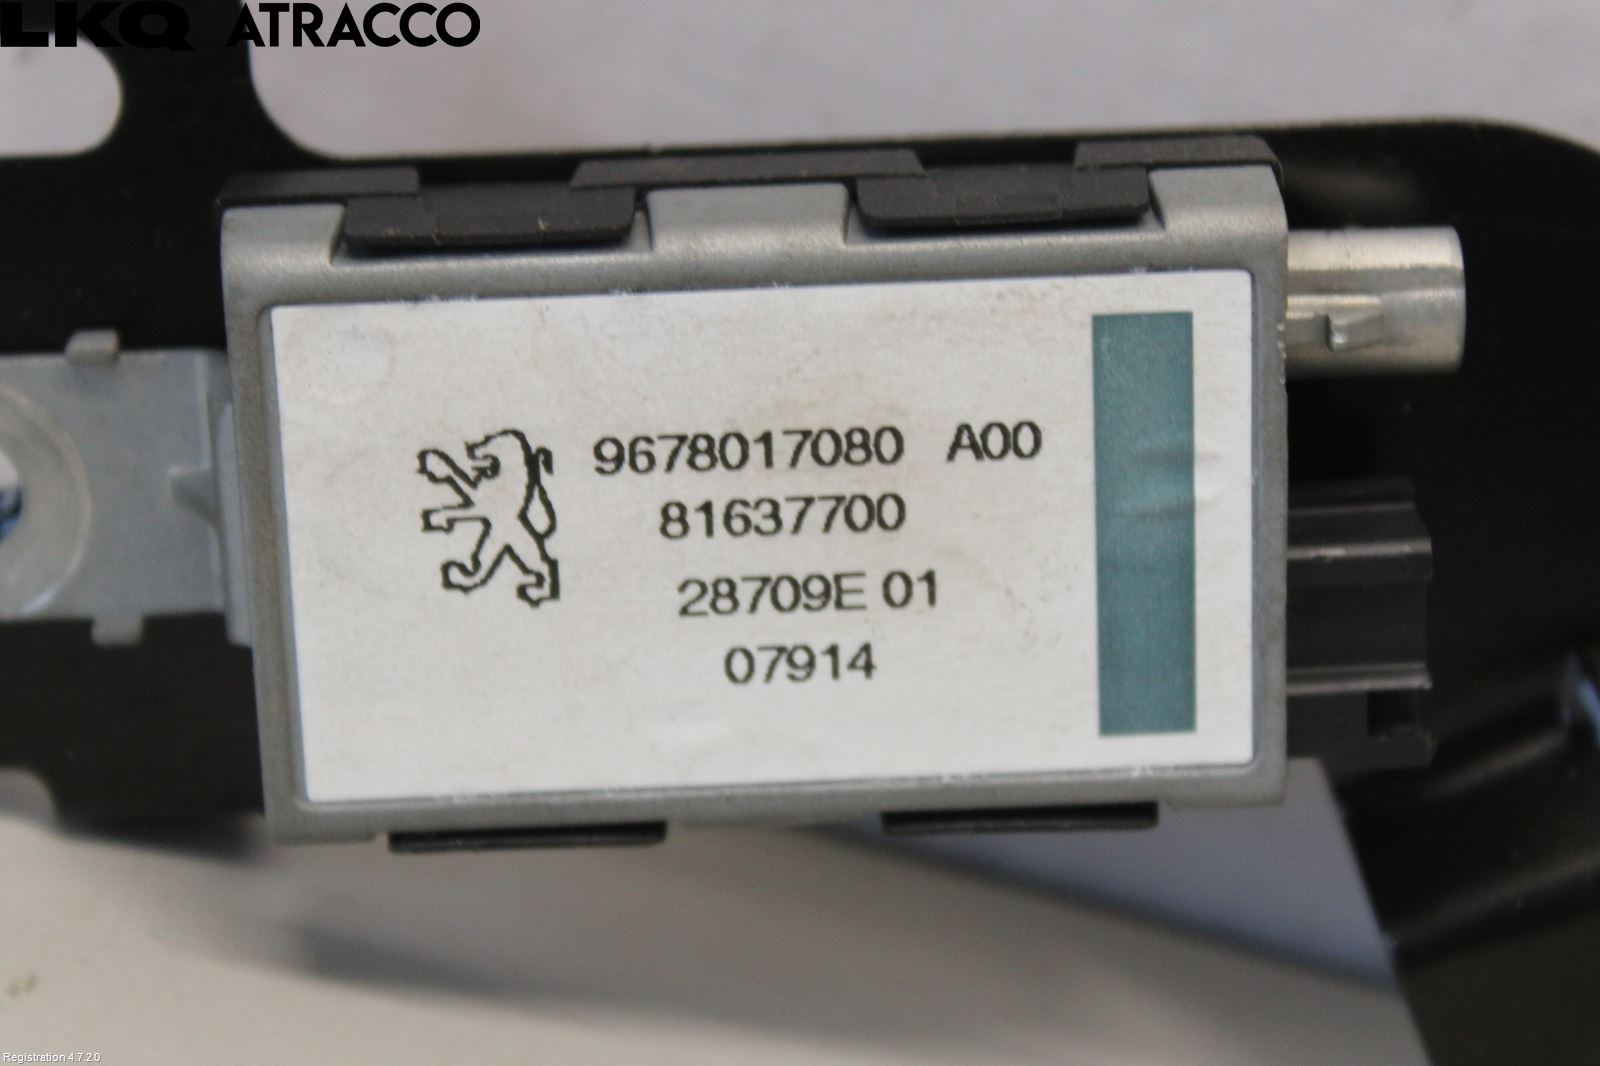 LKQ ATRACCO
9678017080 A00
81637700
28709E 01
07914
Registration 4.7.2.0